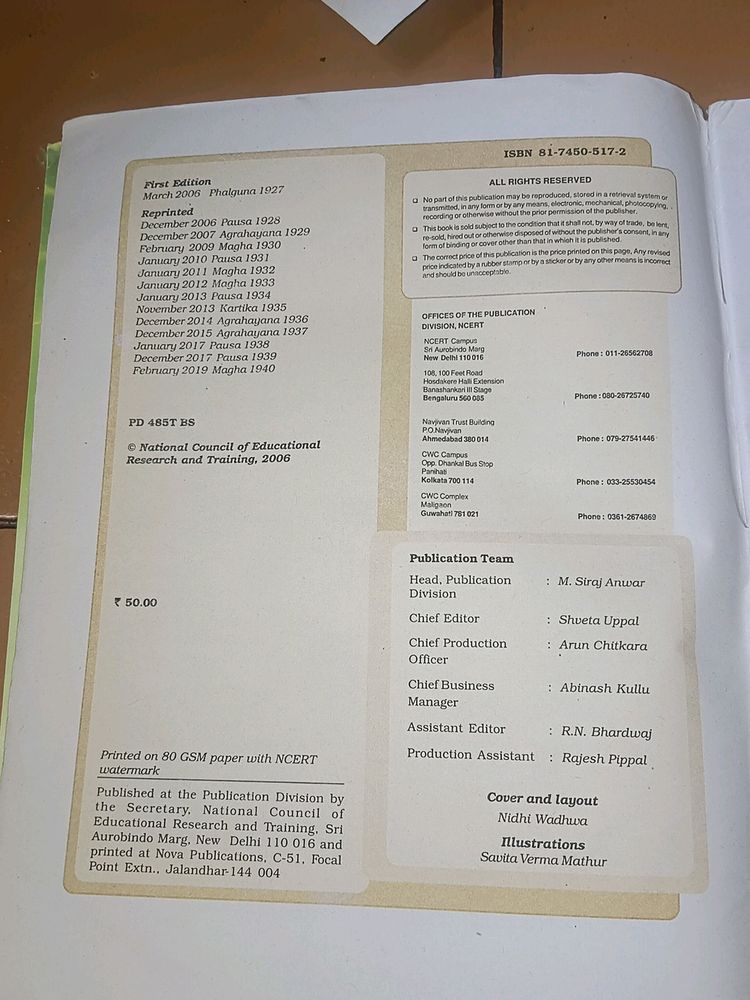 First Edition
March 2006 Phalguna 1927
Reprinted
December 2006 Pausa 1928
December 2007 Agrahayana 1929
February 2009 Magha 1930
January 2010 Pausa 1931
January 2011 Magha 1932
January 2012 Magha 1933
January 2013 Pausa 1934
November 2013 Kartika 1935
December 2014 Agrahayana 1936
December 2015 Agrahayana 1937
January 2017 Pausa 1938
December 2017 Pausa 1939
February 2019 Magha 1940
PD 485T BS
© National Council of Educational
Research and Training, 2006
₹ 50.00
Printed on 80 GSM paper with NCERT
watermark
Published at the Publication Division by
the Secretary, National Council of
Educational Research and Training, Sri
Aurobindo Marg, New Delhi 110 016 and
printed at Nova Publications, C-51, Focal
Point Extn., Jalandhar-144 004
ISBN 81-7450-517-2
ALL RIGHTS RESERVED
❑ No part of this publication may be reproduced, stored in a retrieval system or
transmitted, in any form or by any means, electronic, mechanical, photocopying,
recording or otherwise without the prior permission of the publisher.
❑ This book is sold subject to the condition that it shall not, by way of trade, be lent,
re-sold, hired out or otherwise disposed of without the publisher's consent, in any
form of binding or cover other than that in which it is published.
❑ The correct price of this publication is the price printed on this page, Any revised
price indicated by a rubber stamp or by a sticker or by any other means is incorrect
and should be unacceptable.
OFFICES OF THE PUBLICATION
DIVISION, NCERT
NCERT Campus
Sri Aurobindo Marg
New Delhi 110 016 Phone : 011-26562708
108, 100 Feet Road
Hosdakere Halli Extension
Banashankari III Stage
Bengaluru 560 085 Phone : 080-26725740
Navjivan Trust Building
P.O.Navjivan
Ahmedabad 380 014 Phone : 079-27541446
CWC Campus
Opp. Dhankal Bus Stop
Panihati
Kolkata 700 114 Phone : 033-25530454
CWC Complex
Maligaon
Guwahati 781 021 Phone : 0361-2674869
Publication Team
Head, Publication : M. Siraj Anwar
Division
Chief Editor : Shveta Uppal
Chief Production : Arun Chitkara
Officer
Chief Business : Abinash Kullu
Manager
Assistant Editor : R.N. Bhardwaj
Production Assistant : Rajesh Pippal
Cover and layout
Nidhi Wadhwa
Illustrations
Savita Verma Mathur